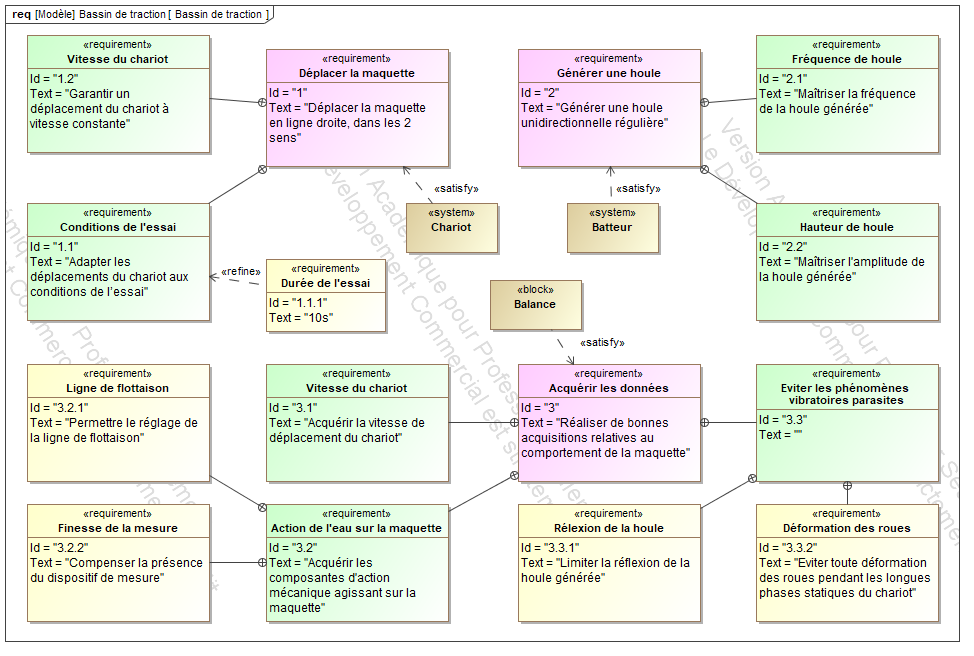 req [Modèle] Bassin de traction [ Bassin de traction ]
«requirement»
Vitesse du chariot
Id = "1.2"
Text = "Garantir un
déplacement du chariot à
vitesse constante"
«requirement»
Déplacer la maquette
Id = "1"
Text = "Déplacer la maquette
en ligne droite, dans les 2
sens"
«requirement»
Générer une houle
Id = "2"
Text = "Générer une houle
unidirectionnelle régulière"
«requirement»
Fréquence de houle
Id = "2.1"
Text = "Maîtriser la fréquence
de la houle générée"
«satisfy»
«satisfy»
«requirement»
Conditions de l'essai
Id = "1.1"
Text = "Adapter les
déplacements du chariot aux
conditions de l'essai"
«system»
Chariot
«system»
Batteur
«requirement»
Hauteur de houle
Id = "2.2"
Text = "Maîtriser l'amplitude de
la houle générée"
«refine»
«requirement»
Durée de l'essai
Id = "1.1.1"
Text = "10s"
«block»
Balance
«satisfy»
«requirement»
Ligne de flottaison
Id = "3.2.1"
Text = "Permettre le réglage de
la ligne de flottaison"
«requirement»
Vitesse du chariot
Id = "3.1"
Text = "Acquérir la vitesse de
déplacement du chariot"
«requirement»
Acquérir les données
Id = "3"
Text = "Réaliser de bonnes
acquisitions relatives au
comportement de la maquette"
«requirement»
Eviter les phénomènes
vibratoires parasites
Id = "3.3"
Text = ""
«requirement»
Finesse de la mesure
Id = "3.2.2"
Text = "Compenser la présence
du dispositif de mesure"
«requirement»
Action de l'eau sur la maquette
Id = "3.2"
Text = "Acquérir les
composantes d'action
mécanique agissant sur la
maquette"
«requirement»
Rélexion de la houle
Id = "3.3.1"
Text = "Limiter la réflexion de la
houle générée"
«requirement»
Déformation des roues
Id = "3.3.2"
Text = "Eviter toute déformation
des roues pendant les longues
phases statiques du chariot"